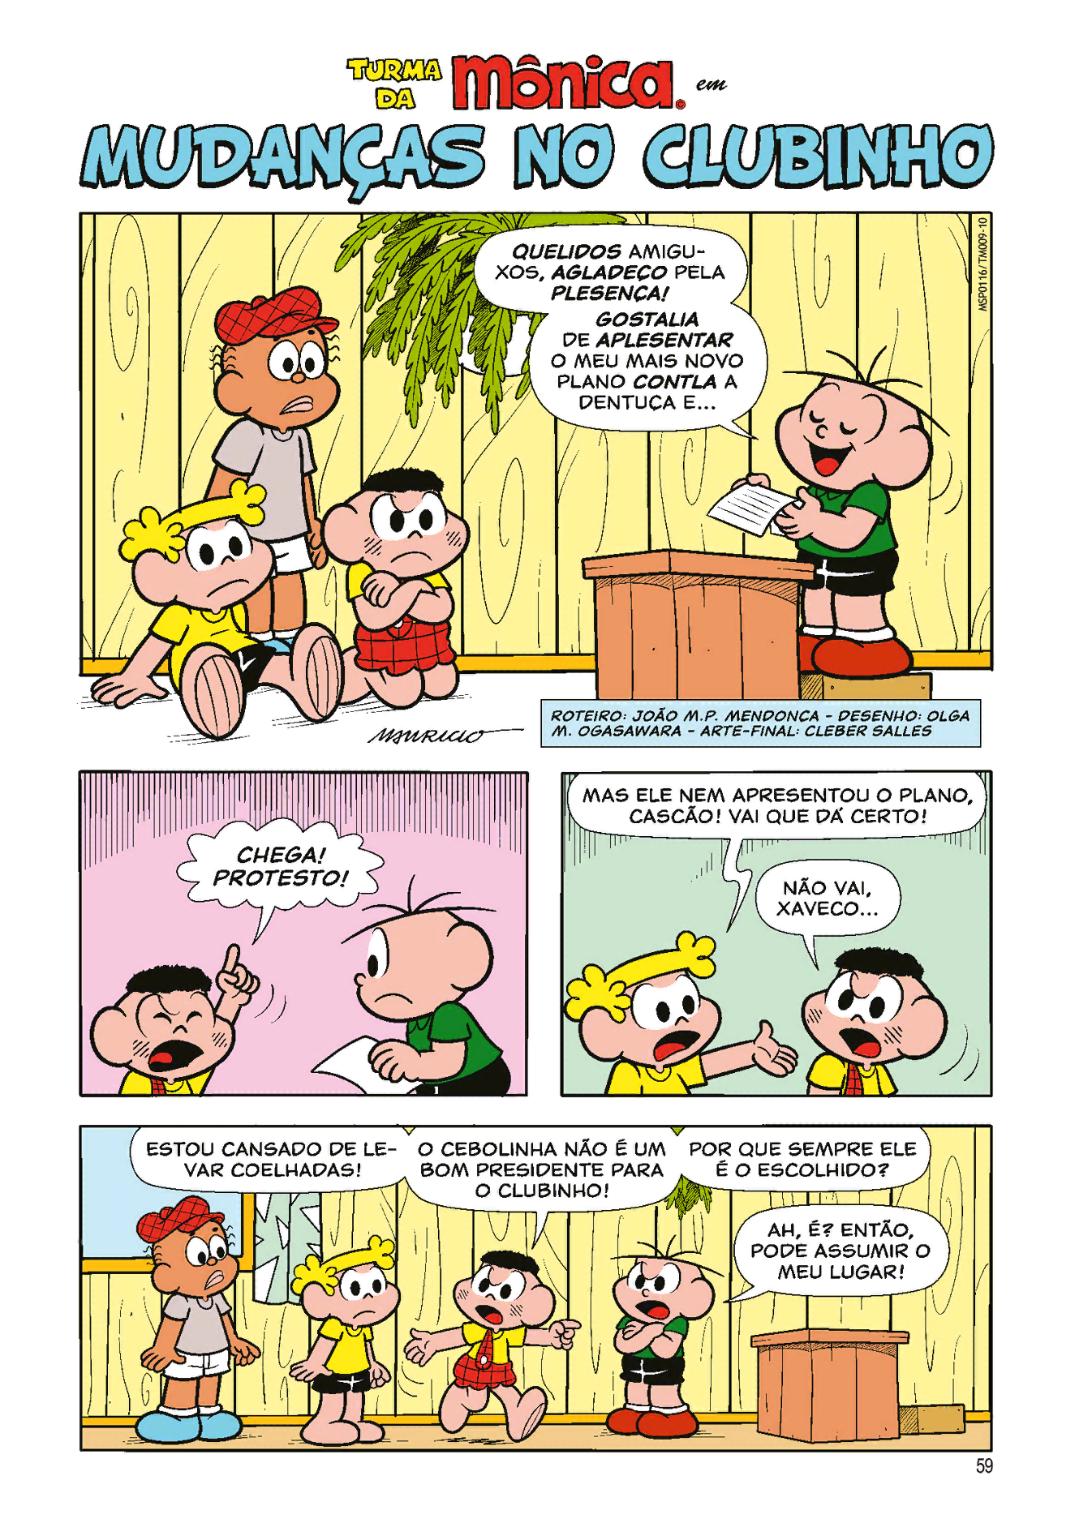 TURMA
DA
Mônica. em
MUDANÇAS NO CLUBINHO
MSP0116/TM009-10
QUELIDOS AMIGU-
XOS, AGLADEÇO PELA
PLESENÇA!
GOSTALIA
DE APLESENTAR
O MEU MAIS NOVO
PLANO CONTLA A
DENTUÇA E...
MAURICIO
ROTEIRO: JOÃO M.P. MENDONCA - DESENHO: OLGA
M. OGASAWARA - ARTE-FINAL: CLEBER SALLES
CHEGA!
PROTESTO!
MAS ELE NEM APRESENTOU O PLANO,
CASCÃO! VAI QUE DÁ CERTO!
NÃO VAI,
XAVECO...
ESTOU CANSADO DE LE-
VAR COELHADAS!
O CEBOLINHA NÃO É UM
BOM PRESIDENTE PARA
O CLUBINHO!
POR QUE SEMPRE ELE
É O ESCOLHIDO?
AH, É? ENTÃO,
PODE ASSUMIR O
MEU LUGAR!
59